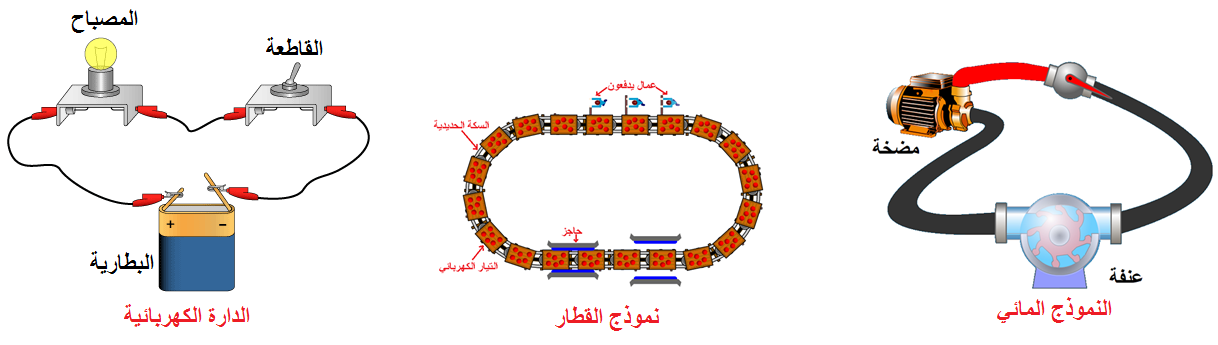 المصباح
القاطعة
+
−
البطارية
الدارة الكهربائية
عمال يدفعون
السكة الحديدية
حاجز
التيار الكهربائي
نموذج القطار
مضخة
عنفة
النموذج المائي